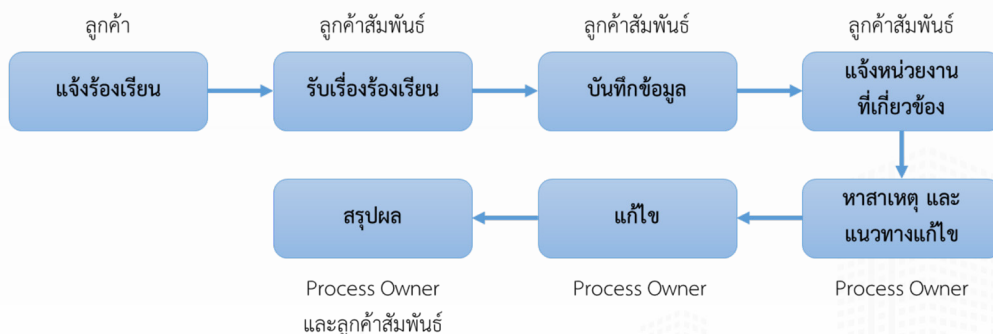 ลูกค้า
ลูกค้าสัมพันธ์
ลูกค้าสัมพันธ์
ลูกค้าสัมพันธ์
แจ้งร้องเรียน
รับเรื่องร้องเรียน
บันทึกข้อมูล
แจ้งหน่วยงาน
ที่เกี่ยวข้อง
หาสาเหตุ และ
แนวทางแก้ไข
แก้ไข
สรุปผล
Process Owner
และลูกค้าสัมพันธ์
Process Owner
Process Owner